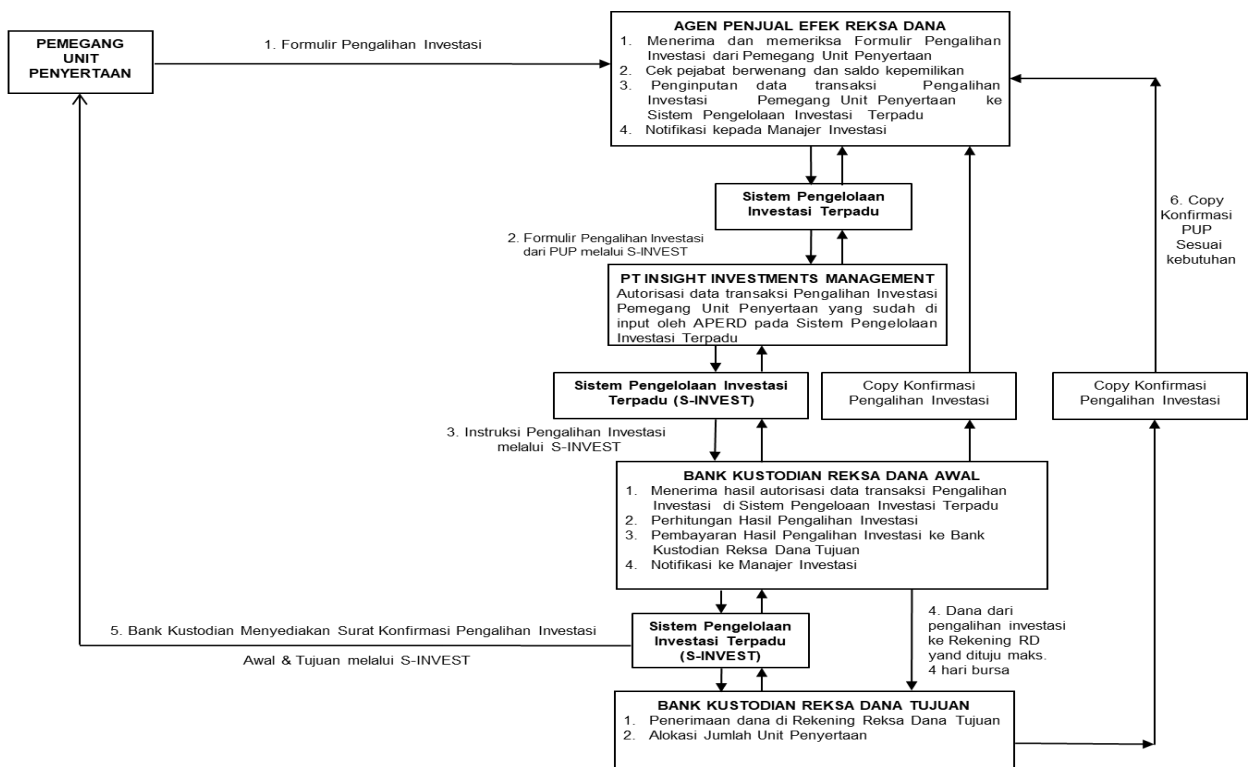 PEMEGANG
UNIT
PENYERTAAN
1. Formulir Pengalihan Investasi
AGEN PENJUAL EFEK REKSA DANA
1. Menerima dan memeriksa Formulir Pengalihan
Investasi dari Pemegang Unit Penyertaan
2. Cek pejabat berwenang dan saldo kepemilikan
3. Penginputan data transaksi Pengalihan
Investasi Pemegang Unit Penyertaan ke
Sistem Pengelolaan Investasi Terpadu
4. Notifikasi kepada Manajer Investasi
Sistem Pengelolaan
Investasi Terpadu
2. Formulir Pengalihan Investasi
dari PUP melalui S-INVEST
6. Copy
Konfirmasi
PUP
Sesuai
kebutuhan
PT INSIGHT INVESTMENTS MANAGEMENT
Autorisasi data transaksi Pengalihan Investasi
Pemegang Unit Penyertaan yang sudah di
input oleh APERD pada Sistem Pengelolaan
Investasi Terpadu
Sistem Pengelolaan Investasi
Terpadu (S-INVEST)
Copy Konfirmasi
Pengalihan Investasi
Copy Konfirmasi
Pengalihan Investasi
3. Instruksi Pengalihan Investasi
melalui S-INVEST
BANK KUSTODIAN REKSA DANA AWAL
1. Menerima hasil autorisasi data transaksi Pengalihan
Investasi di Sistem Pengeloaan Investasi Terpadu
2. Perhitungan Hasil Pengalihan Investasi
3. Pembayaran Hasil Pengalihan Investasi ke Bank
Kustodian Reksa Dana Tujuan
4. Notifikasi ke Manajer Investasi
5. Bank Kustodian Menyediakan Surat Konfirmasi Pengalihan Investasi
Awal & Tujuan melalui S-INVEST
Sistem Pengelolaan
Investasi Terpadu
(S-INVEST)
4. Dana dari
pengalihan investasi
ke Rekening RD
yand dituju maks.
4 hari bursa
BANK KUSTODIAN REKSA DANA TUJUAN
1. Penerimaan dana di Rekening Reksa Dana Tujuan
2. Alokasi Jumlah Unit Penyertaan